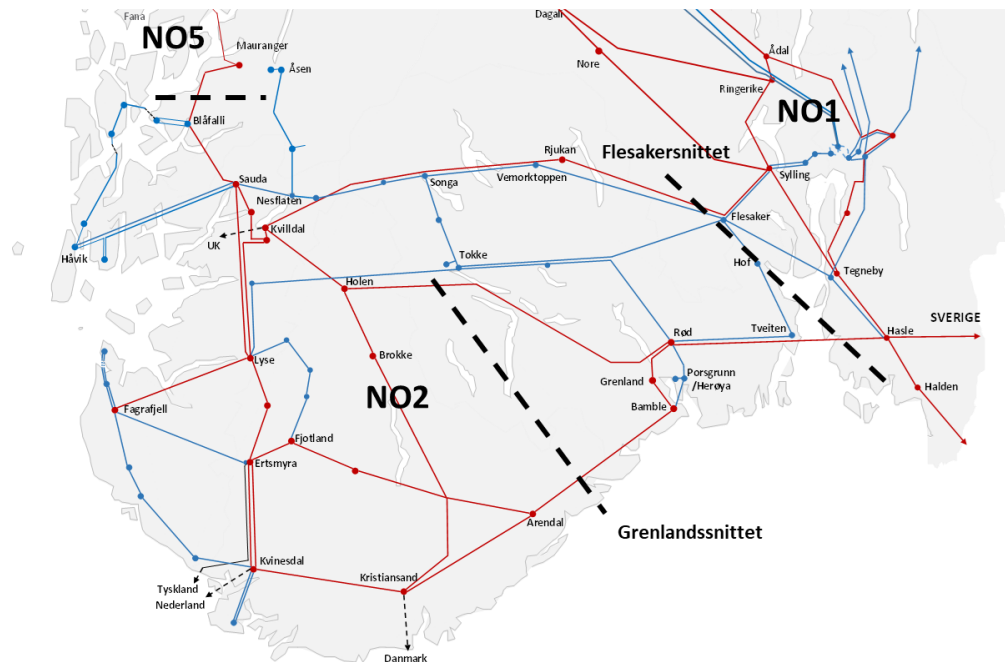 Fana
NO5
Mauranger
Åsen
Dagali
Nore
Ådal
Ringerike
NO1
Blåfalli
Flesakersnittet
Rjukan
Vemorktoppen
Songa
Sylling
Sauda
Nesflaten
Kvilldal
UK
Flesaker
Håvik
Tokke
Hof
Tegneby
Holen
SVERIGE
Tveiten
Hasle
Rød
Lyse
Brokke
Porsgrunn
/Herøya
Grenland
NO2
Halden
Bamble
Fagrafjell
Fjotland
Ertsmyra
Arendal
Grenlandssnittet
Kvinesdal
Kristiansand
Tyskland
Nederland
Danmark